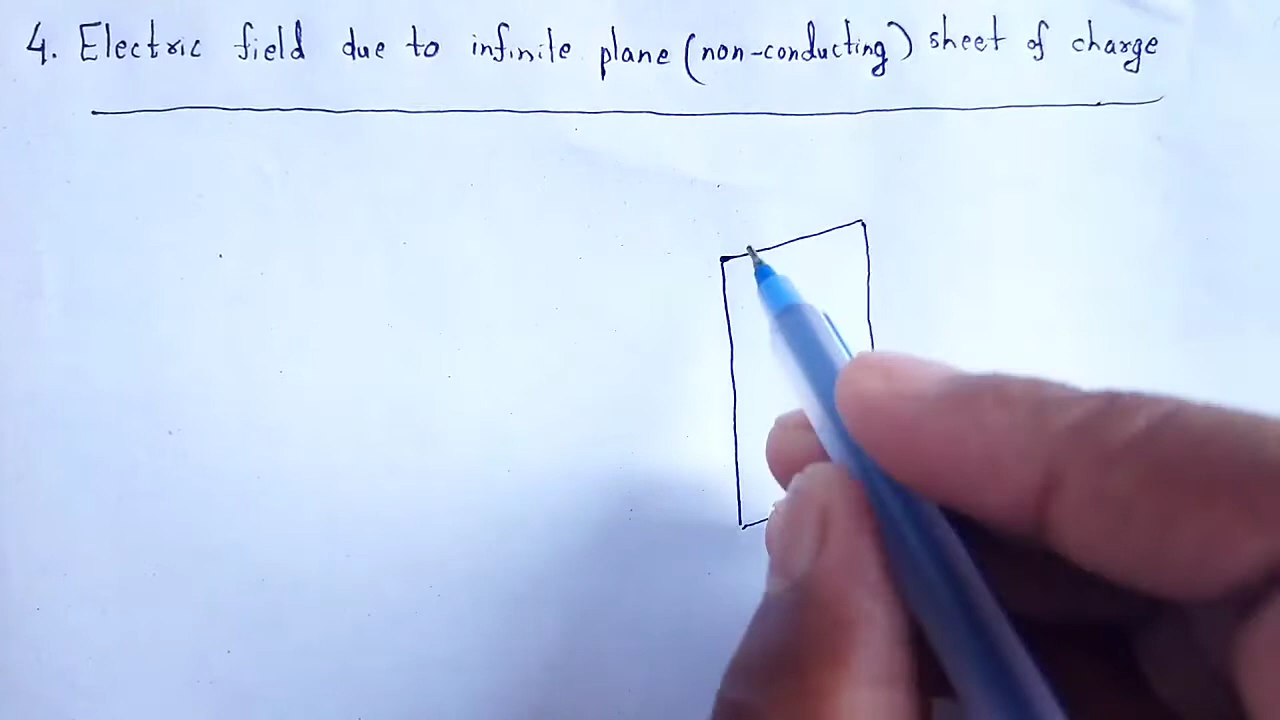 4. Electric field due to infinite plane (non-conducting) sheet of charge